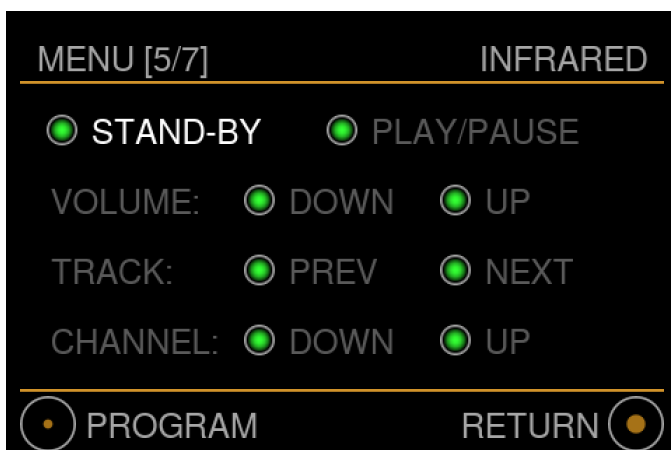 MENU [5/7] INFRARED
STAND-BY PLAY/PAUSE
VOLUME: DOWN UP
TRACK: PREV NEXT
CHANNEL: DOWN UP
PROGRAM RETURN